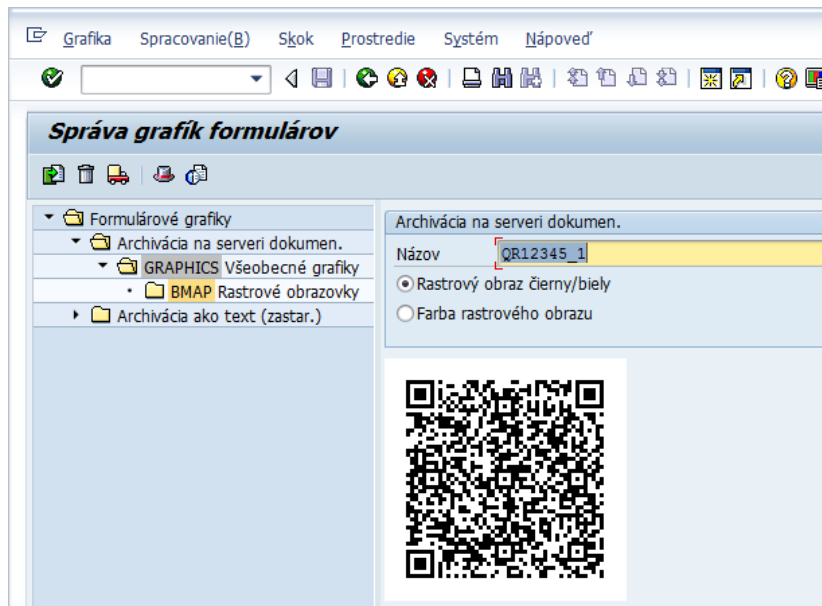 Grafika Spracovanie(B) Skok Prostredie Systém Nápoveď
Správa grafík formulárov
Formulárové grafiky
Archivácia na serveri dokumen.
GRAPHICS Všeobecné grafiky
BMAP Rastrové obrazovky
Archivácia ako text (zastar.)
Archivácia na serveri dokumen.
Názov QR12345_1
Rastrový obraz čierny/biely
Farba rastrového obrazu